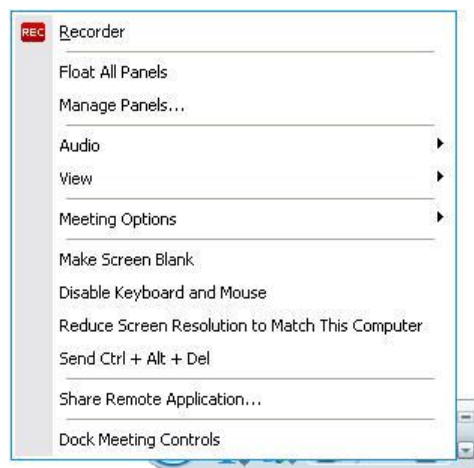 REC Recorder
Float All Panels
Manage Panels...
Audio
View
Meeting Options
Make Screen Blank
Disable Keyboard and Mouse
Reduce Screen Resolution to Match This Computer
Send Ctrl + Alt + Del
Share Remote Application...
Dock Meeting Controls